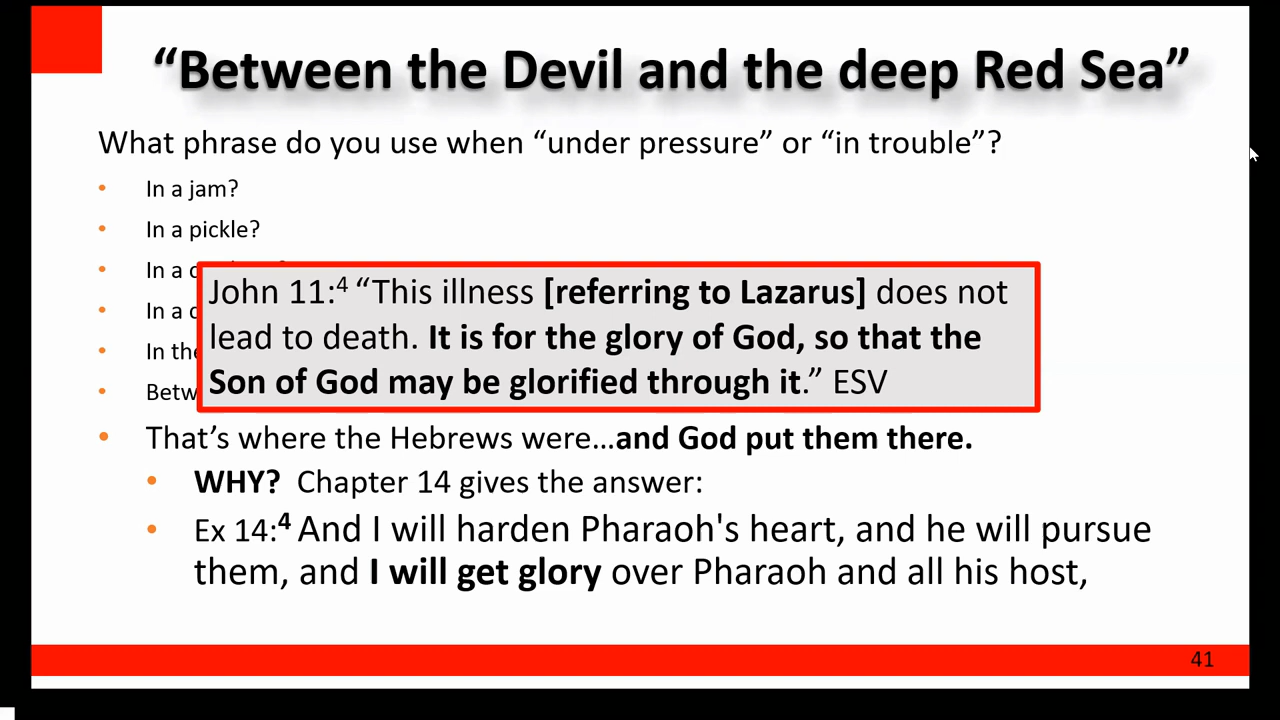 “Between the Devil and the deep Red Sea”
What phrase do you use when “under pressure” or “in trouble”?
• In a jam?
• In a pickle?
• In a
• In a
• In
•
John 11:4 “This illness [referring to Lazarus] does not
lead to death. It is for the glory of God, so that the
Son of God may be glorified through it.” ESV
• That’s where the Hebrews were…and God put them there.
• WHY? Chapter 14 gives the answer:
• Ex 14:4 And I will harden Pharaoh's heart, and he will pursue
them, and I will get glory over Pharaoh and all his host,
41